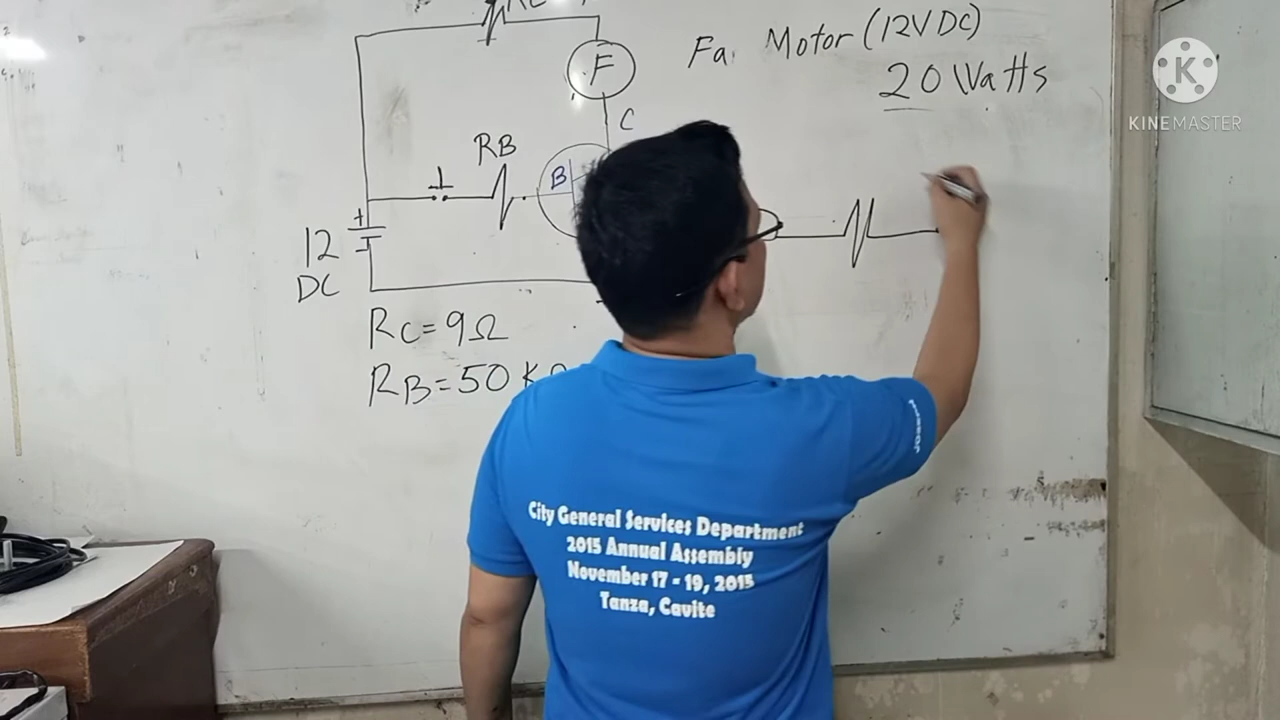 Fa Motor (12VDC)
20 Watts
F
C
RB
B
+
12
DC
-
RC=9Ω
RB=50 K
K
KINEMASTER
City General Services Department
2015 Annual Assembly
November 17 - 19, 2015
Tanza, Cavite